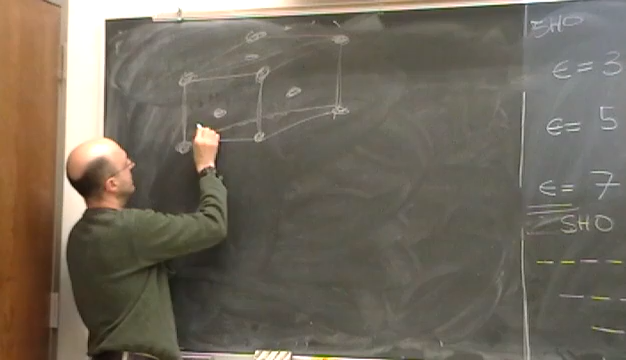 SHO
ε = 3
ε = 5
ε = 7
SHO